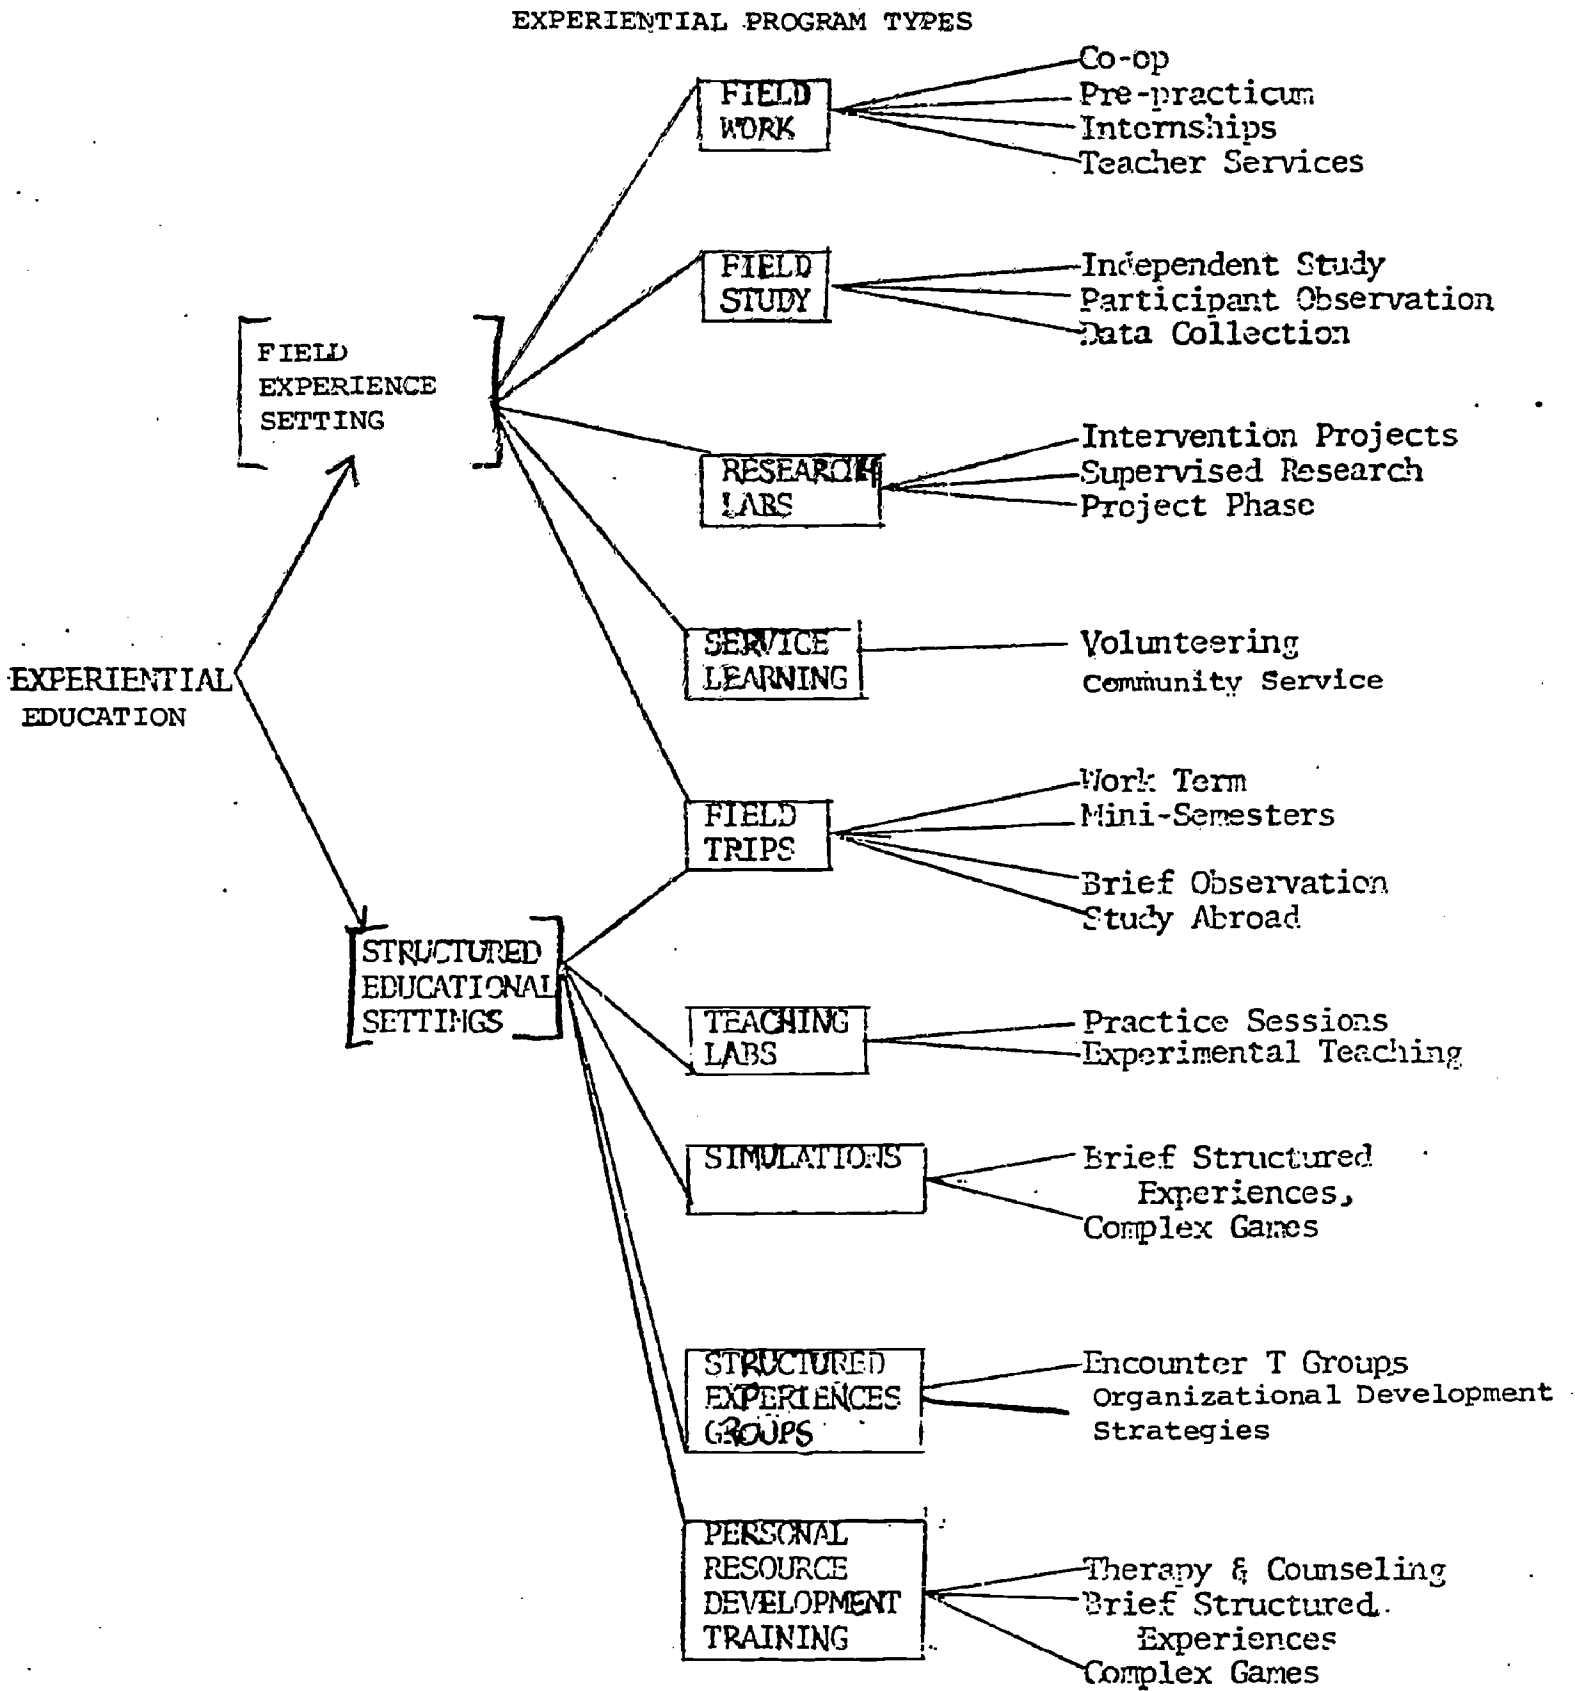 EXPERIENTIAL PROGRAM TYPES
EXPERIENTIAL
EDUCATION
FIELD
EXPERIENCE
SETTING
STRUCTURED
EDUCATIONAL
SETTINGS
FIELD
WORK
Co-op
Pre-practicum
Internships
Teacher Services
FIELD
STUDY
Independent Study
Participant Observation
Data Collection
RESEARCH
LABS
Intervention Projects
Supervised Research
Project Phase
SERVICE
LEARNING
Volunteering
Community Service
FIELD
TRIPS
Work Term
Mini-Semesters
Brief Observation
Study Abroad
TEACHING
LABS
Practice Sessions
Experimental Teaching
SIMULATIONS
Brief Structured
Experiences,
Complex Games
STRUCTURED
EXPERIENCES
GROUPS
Encounter T Groups
Organizational Development
Strategies
PERSONAL
RESOURCE
DEVELOPMENT
TRAINING
Therapy & Counseling
Brief Structured
Experiences
Complex Games